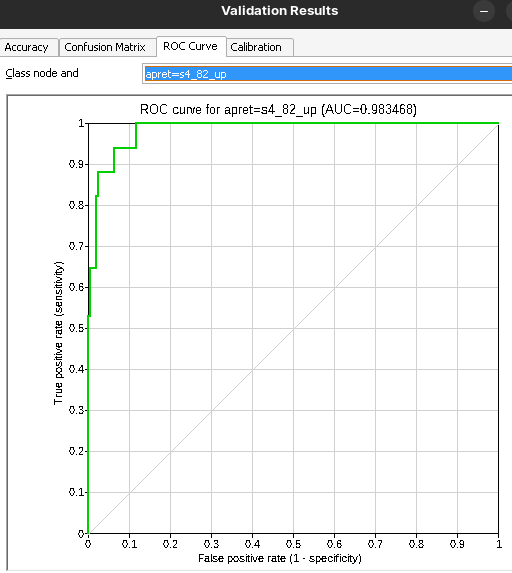 Validation Results
Accuracy
Confusion Matrix
ROC Curve
Calibration
Class node and
apret=s4_82_up
ROC curve for apret=s4_82_up (AUC=0.983468)
1
0.9
0.8
0.7
0.6
0.5
0.4
0.3
0.2
0.1
0
True positive rate (sensitivity)
0 0.1 0.2 0.3 0.4 0.5 0.6 0.7 0.8 0.9 1
False positive rate (1 - specificity)